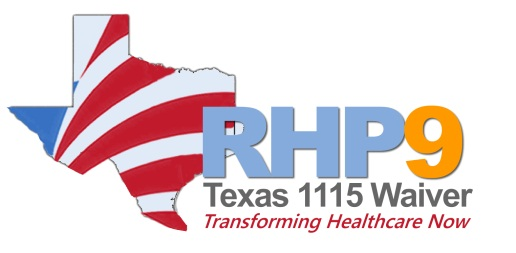 RHP9
Texas 1115 Waiver
Transforming Healthcare Now